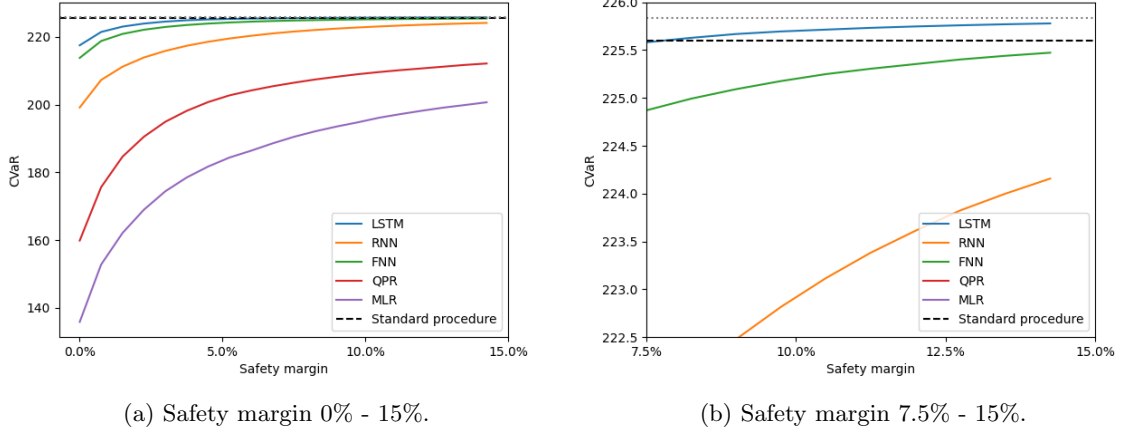 220
200
180
160
140
CVaR
0.0%
5.0%
10.0%
15.0%
Safety margin
LSTM
RNN
FNN
QPR
MLR
Standard procedure
(a) Safety margin 0% - 15%.
226.0
225.5
225.0
224.5
224.0
223.5
223.0
222.5
CVaR
7.5%
10.0%
12.5%
15.0%
Safety margin
LSTM
RNN
FNN
QPR
MLR
Standard procedure
(b) Safety margin 7.5% - 15%.